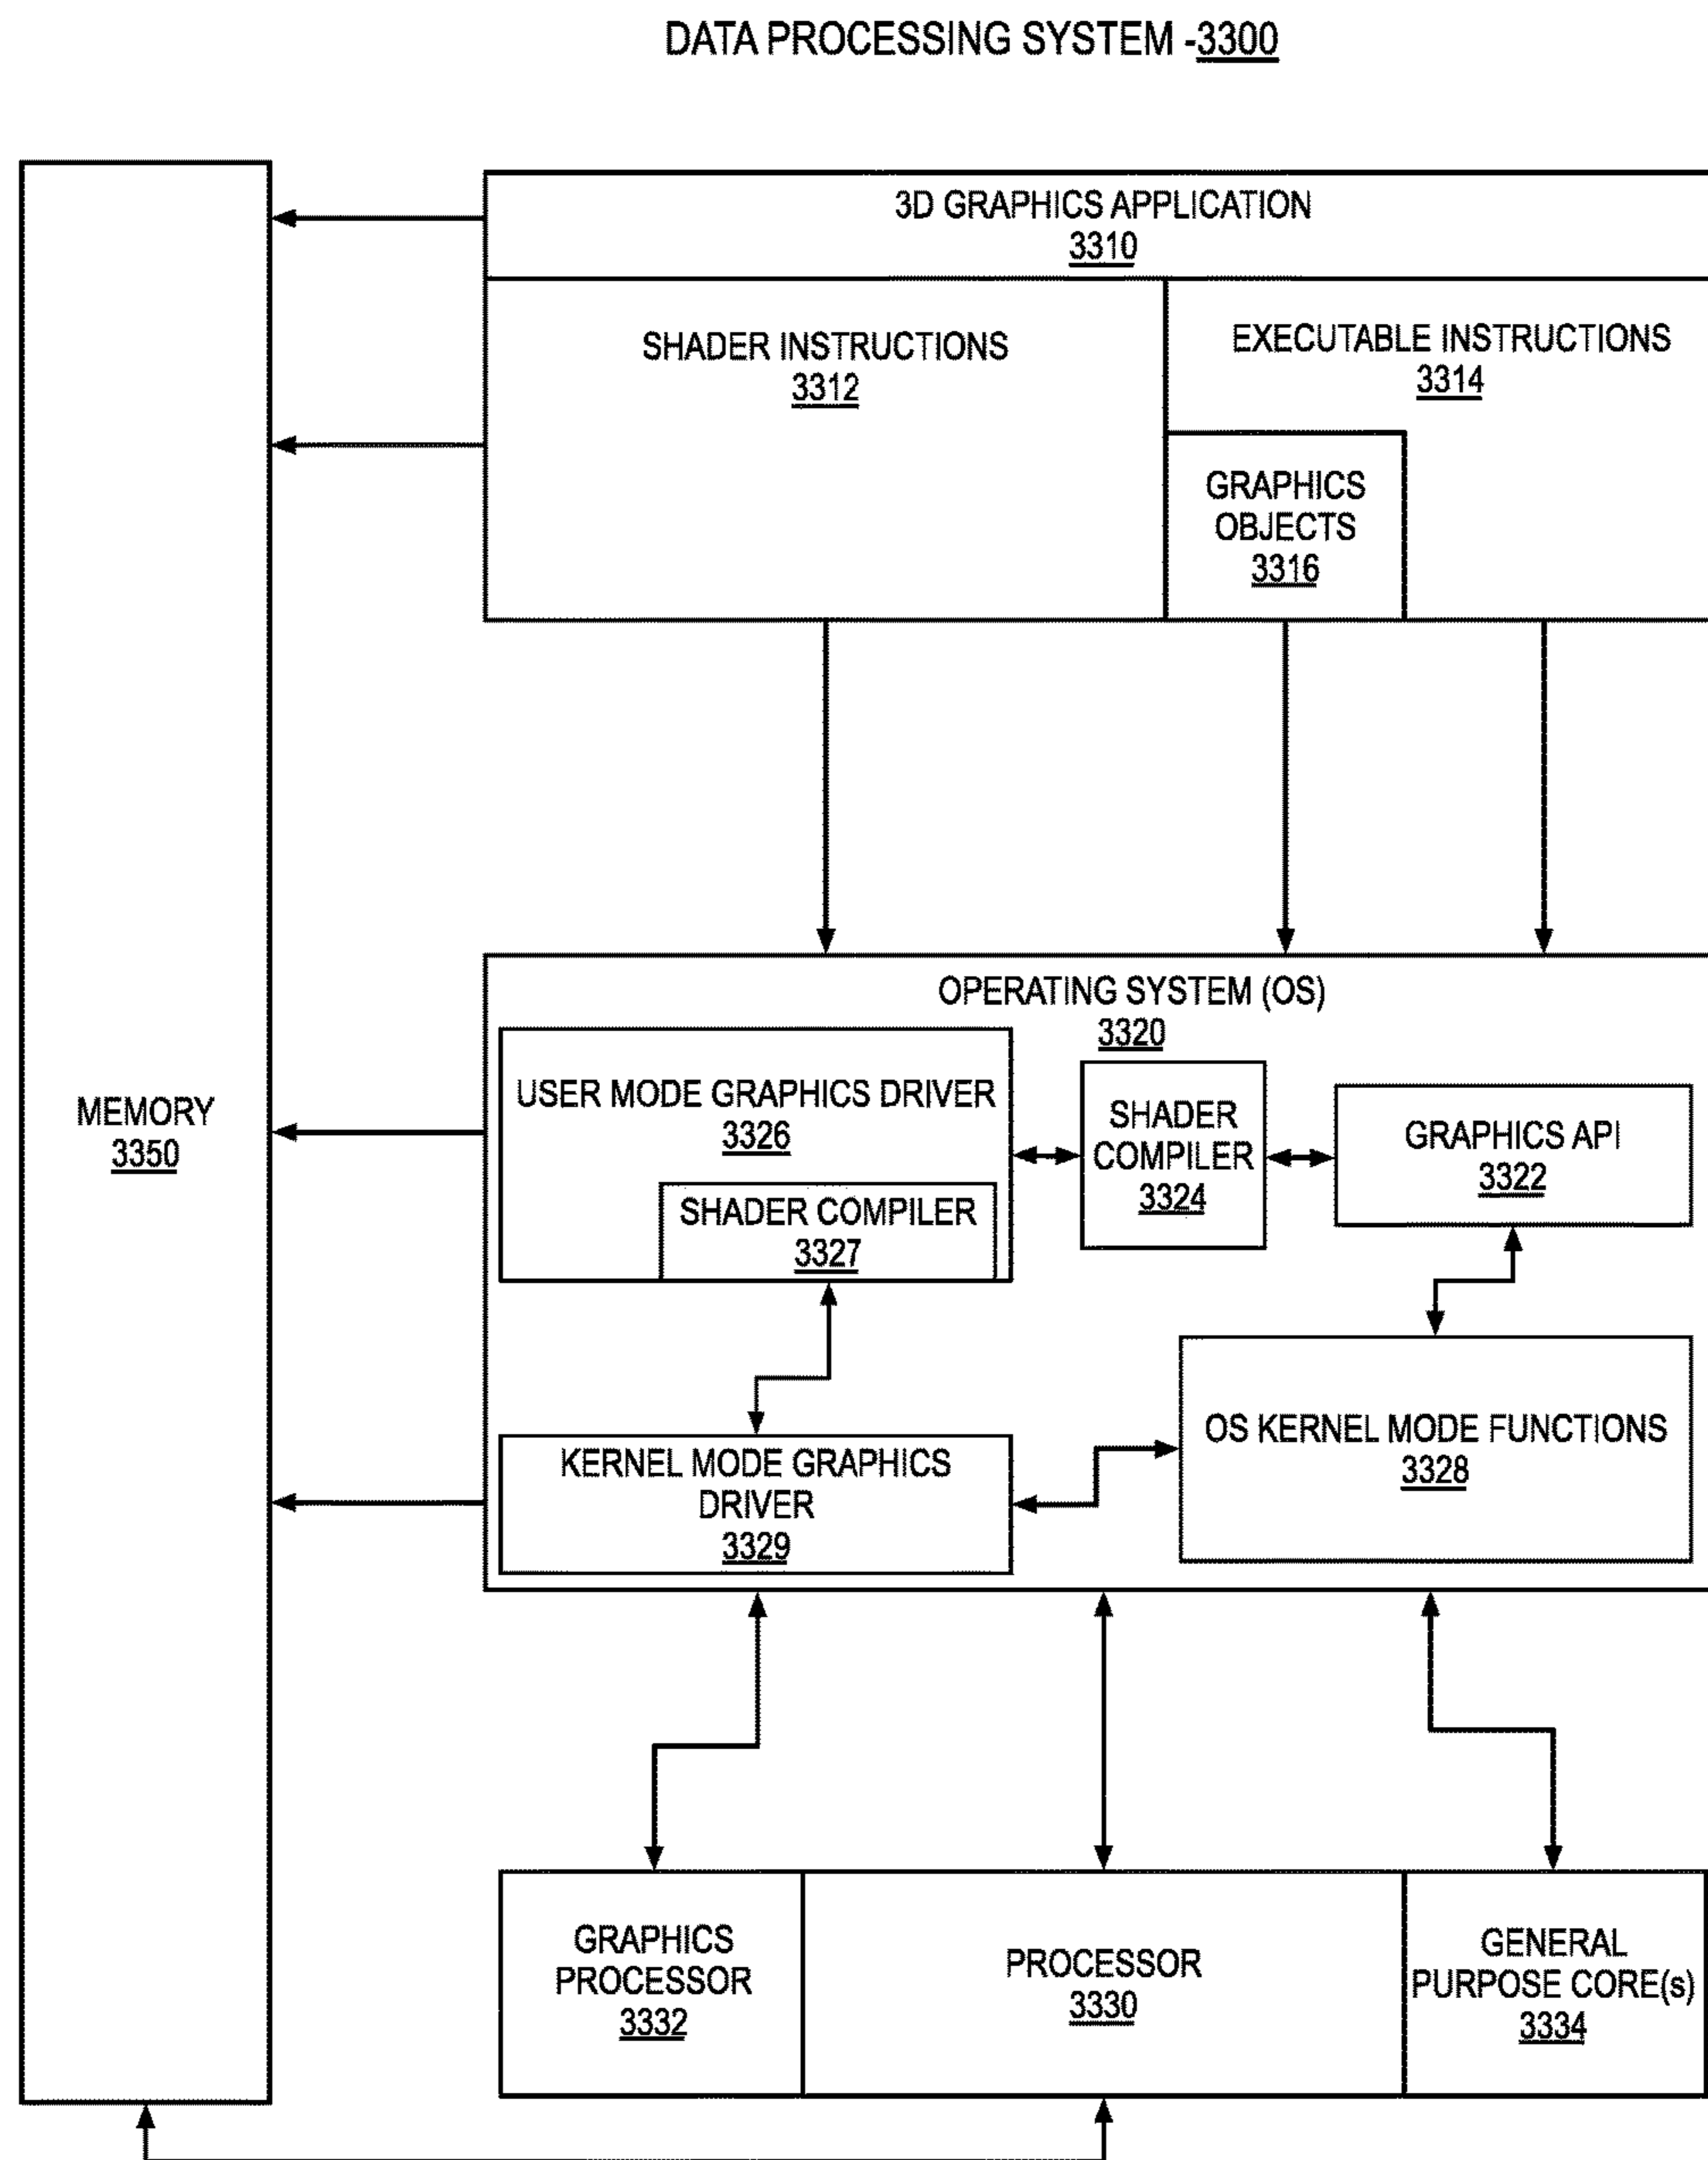 DATA PROCESSING SYSTEM -3300
3D GRAPHICS APPLICATION
3310
SHADER INSTRUCTIONS
3312
EXECUTABLE INSTRUCTIONS
3314
GRAPHICS
OBJECTS
3316
MEMORY
3350
OPERATING SYSTEM (OS)
3320
USER MODE GRAPHICS DRIVER
3326
SHADER COMPILER
3327
SHADER
COMPILER
3324
GRAPHICS API
3322
KERNEL MODE GRAPHICS
DRIVER
3329
OS KERNEL MODE FUNCTIONS
3328
GRAPHICS
PROCESSOR
3332
PROCESSOR
3330
GENERAL
PURPOSE CORE(s)
3334